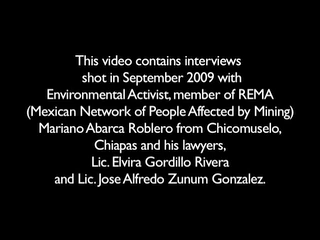 This video contains interviews
shot in September 2009 with
Environmental Activist, member of REMA
(Mexican Network of People Affected by Mining)
Mariano Abarca Roblero from Chicomuselo,
Chiapas and his lawyers,
Lic. Elvira Gordillo Rivera
and Lic. Jose Alfredo Zunum Gonzalez.